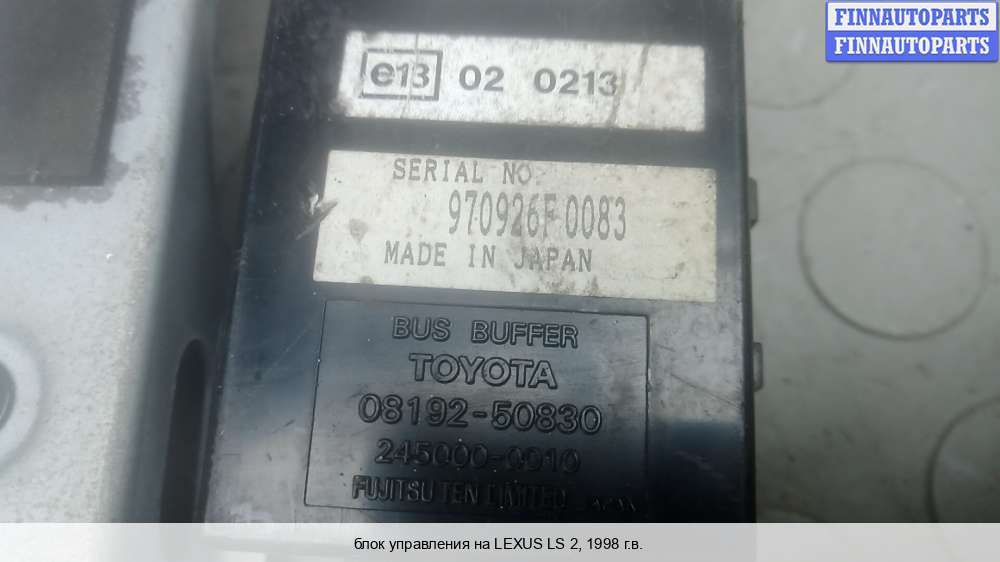 FINNAUTOPARTS
FINNAUTOPARTS
e13 02 0213
SERIAL NO.
970926F0083
MADE IN JAPAN
BUS BUFFER
TOYOTA
08192-50830
245000-0010
FUJITSU TEN LIMITED JAPAN
блок управления на LEXUS LS 2, 1998 г.в.